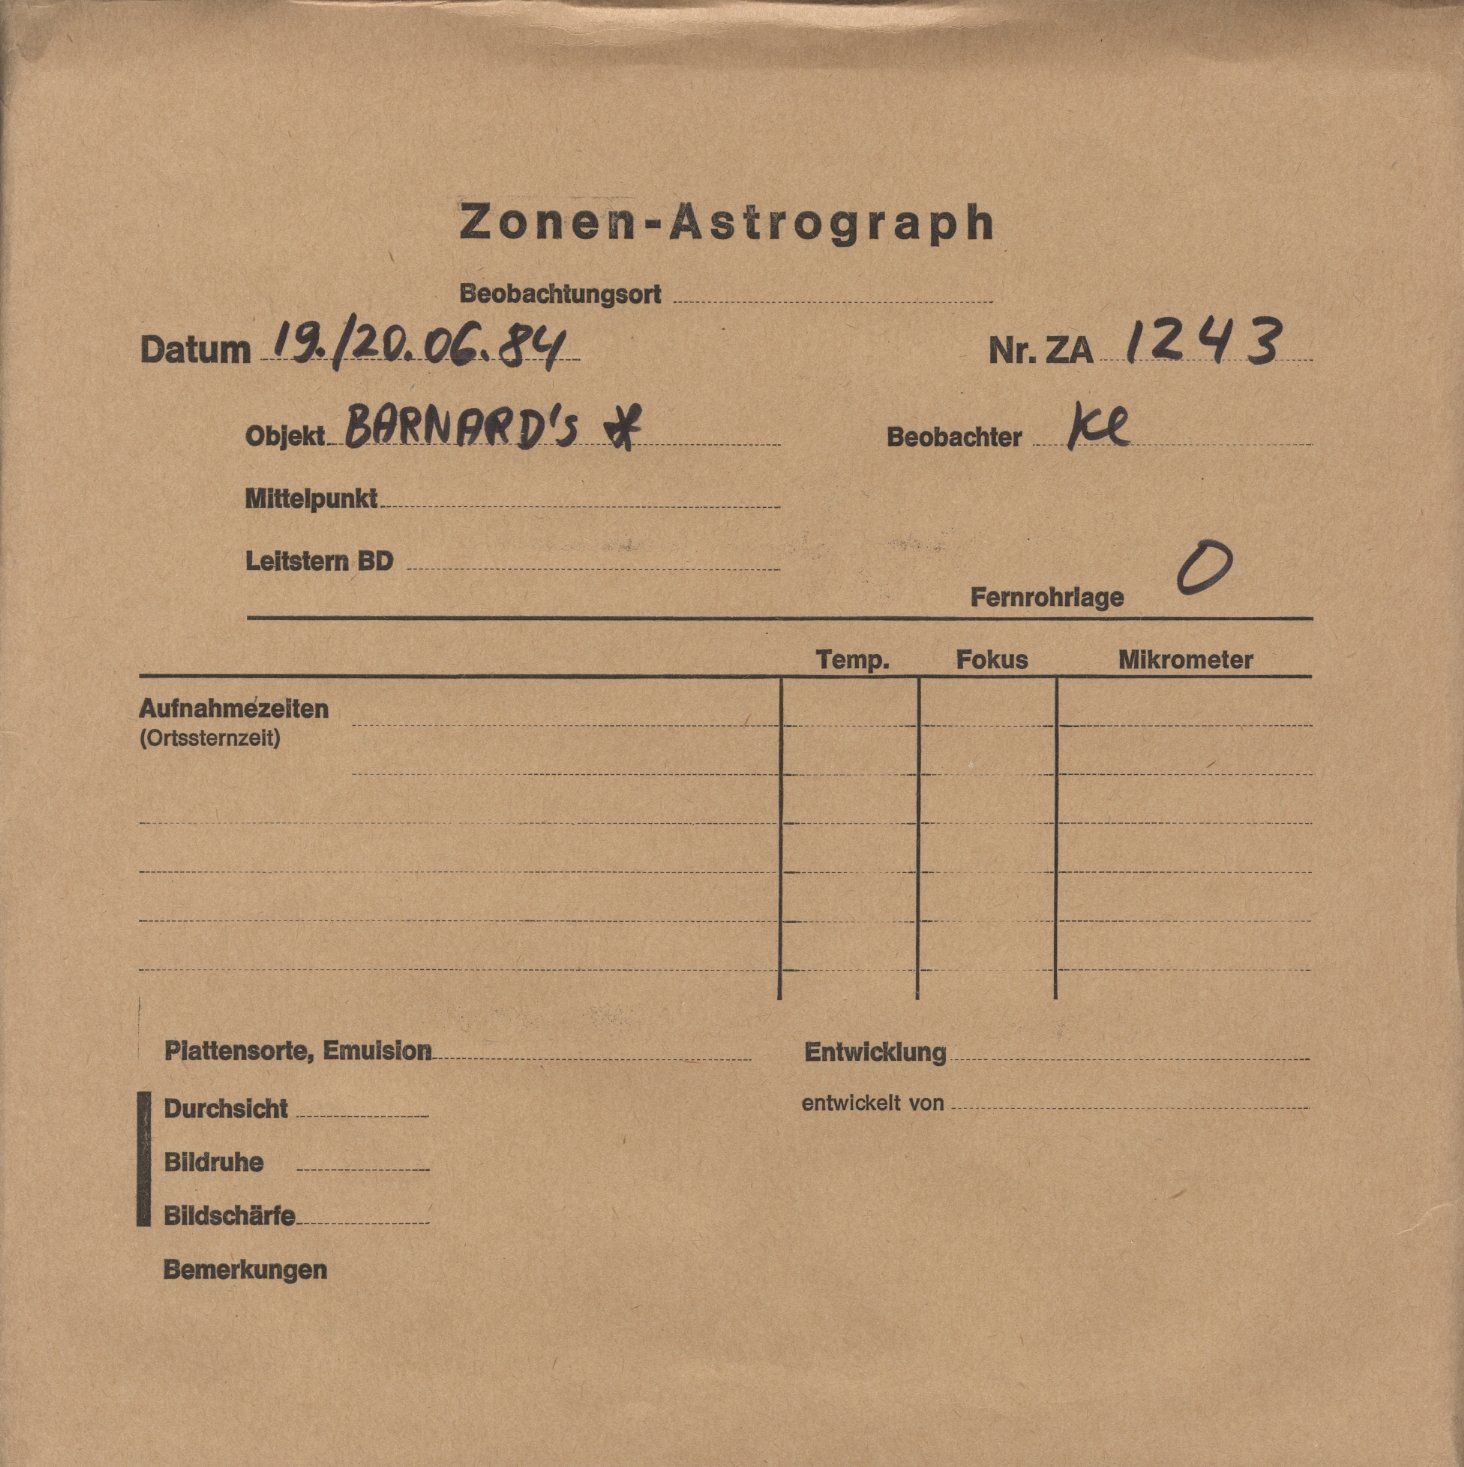 Zonen-Astrograph
Beobachtungsort
Datum 19./20.06.84 Nr. ZA 1243
Objekt BARNARD's * Beobachter Ke
Mittelpunkt
Leitstern BD
Fernrohrlage O
Temp. Fokus Mikrometer
Aufnahmezeiten
(Ortssternzeit)
Plattensorte, Emulsion Entwicklung
Durchsicht entwickelt von
Bildruhe
Bildschärfe
Bemerkungen